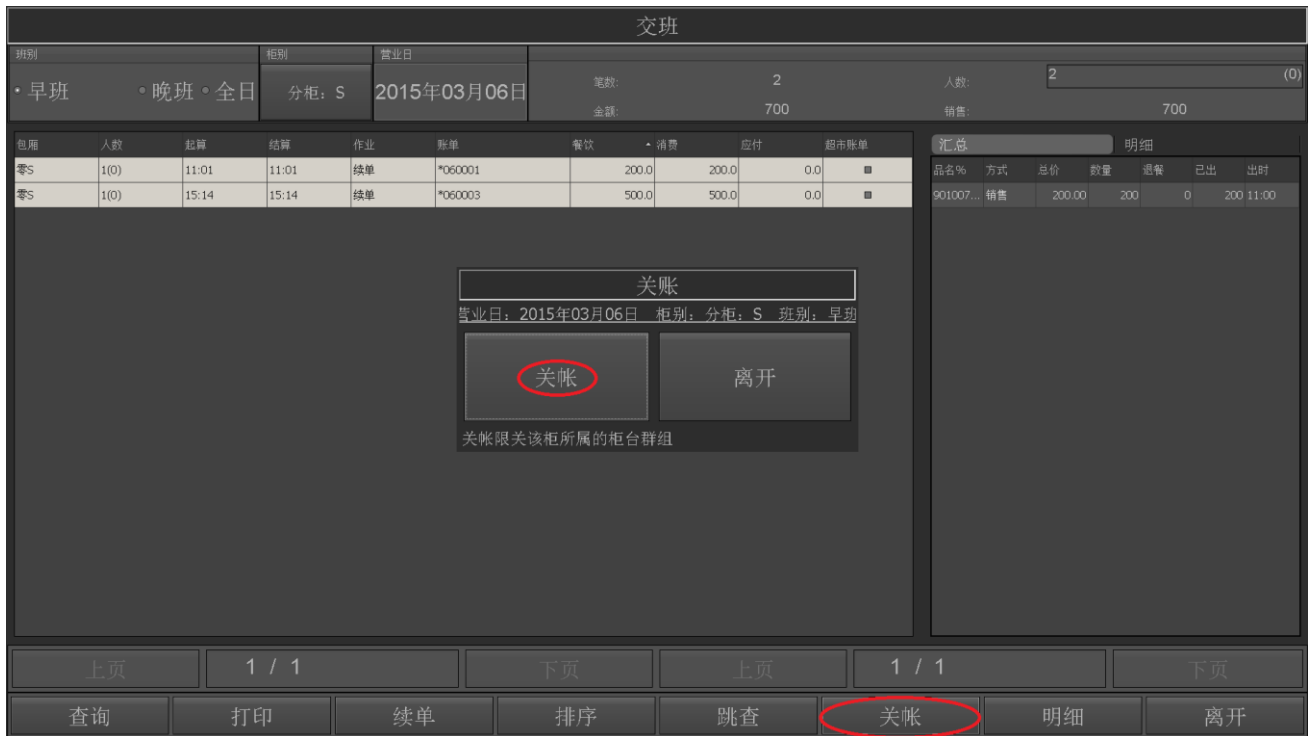 交班
班别 柜别 营业日
早班 晚班 全日 分柜：S 2015年03月06日
笔数: 2 人数: 2 (0)
金额: 700 销售: 700
包厢 人数 起算 结算 作业 账单 餐饮 消费 应付 超市账单
零S 1(0) 11:01 11:01 续单 *060001 200.0 200.0 0.0
零S 1(0) 15:14 15:14 续单 *060003 500.0 500.0 0.0
汇总 明细
品名% 方式 总价 数量 退餐 已出 出时
901007... 销售 200.00 200 0 200 11:00
关账
营业日：2015年03月06日 柜别：分柜：S 班别：早班
关帐 离开
关帐限关该柜所属的柜台群组
上页 1 / 1 下页 上页 1 / 1 下页
查询 打印 续单 排序 跳查 关帐 明细 离开